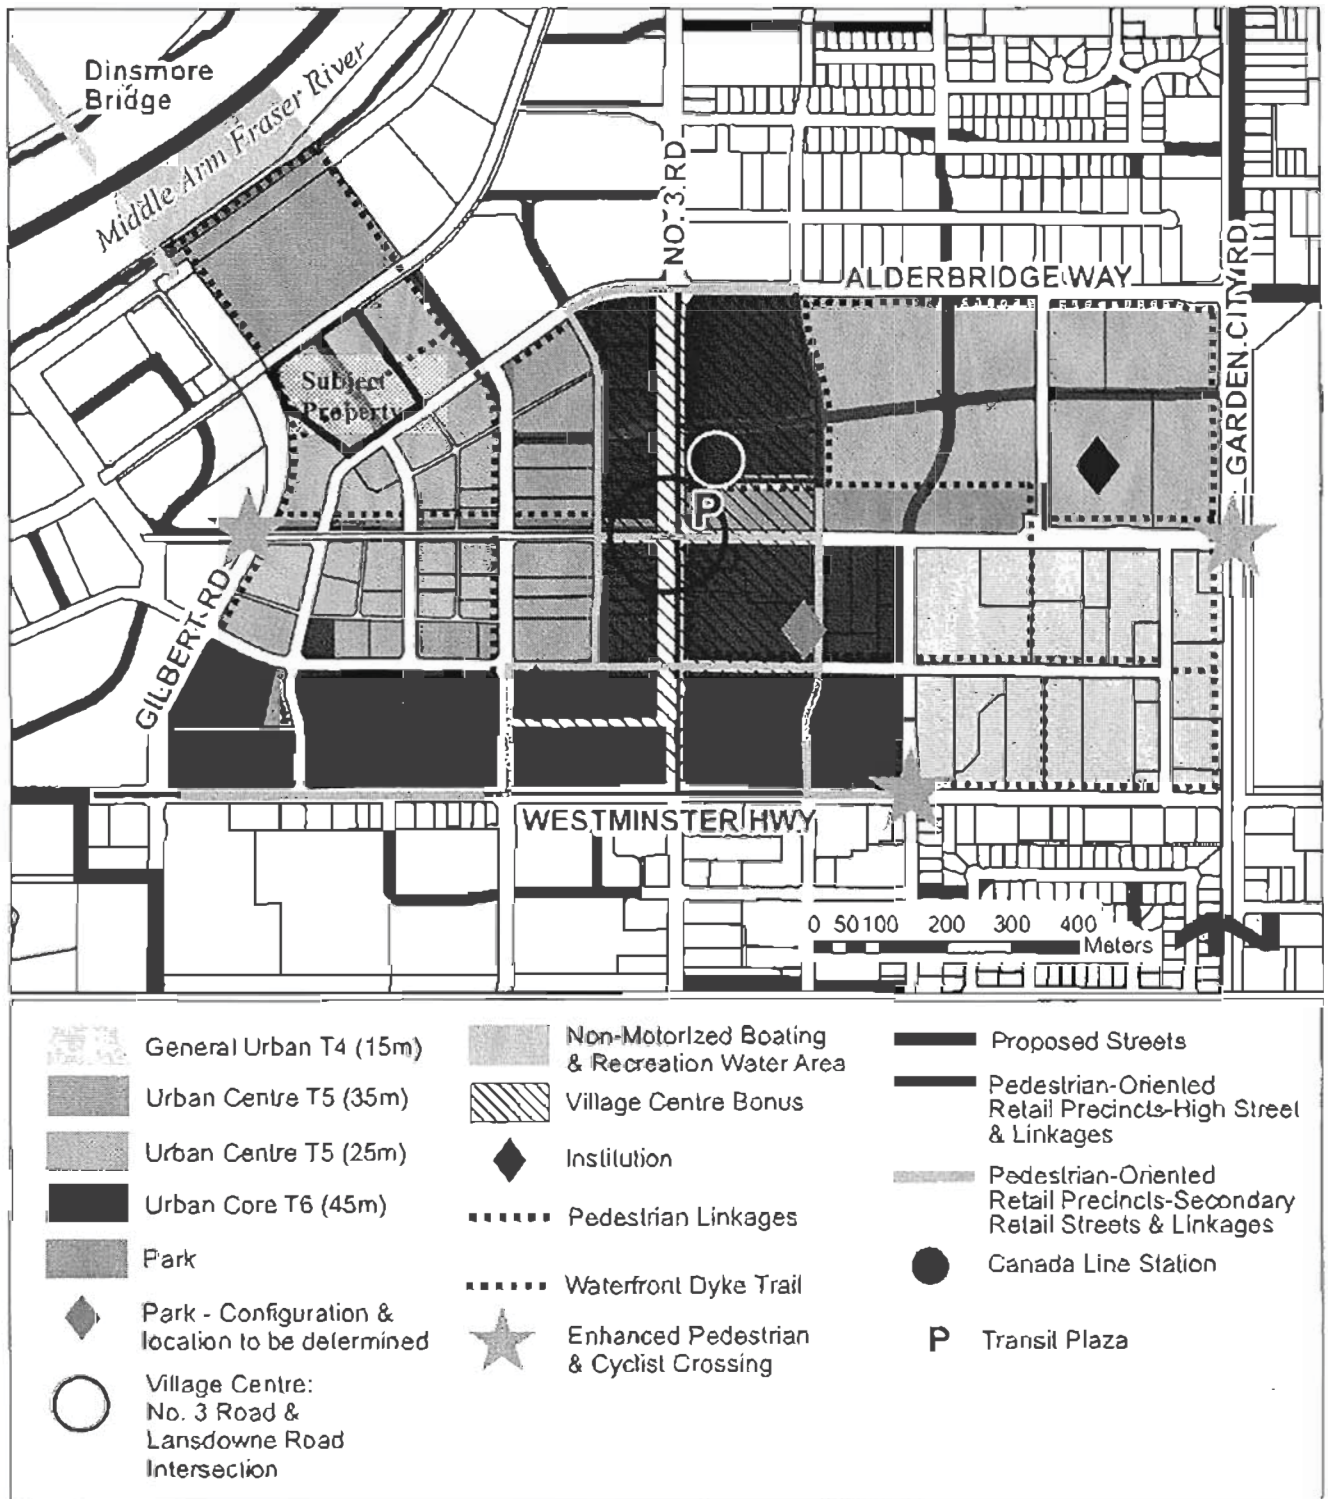 Dinsmore
Bridge
Middle Arm Fraser River
NO. 3 RD
ALDERBRIDGE WAY
GARDEN CITY RD
Subject
Property
P
GILBERT RD
WESTMINSTER HWY
0 50 100 200 300 400
Meters
General Urban T4 (15m)
Urban Centre T5 (35m)
Urban Centre T5 (25m)
Urban Core T6 (45m)
Park
Park - Configuration &
location to be determined
Village Centre:
No. 3 Road &
Lansdowne Road
Intersection
Non-Motorized Boating
& Recreation Water Area
Village Centre Bonus
Institution
Pedestrian Linkages
Waterfront Dyke Trail
Enhanced Pedestrian
& Cyclist Crossing
Proposed Streets
Pedestrian-Oriented
Retail Precincts-High Street
& Linkages
Pedestrian-Oriented
Retail Precincts-Secondary
Retail Streets & Linkages
Canada Line Station
P Transit Plaza